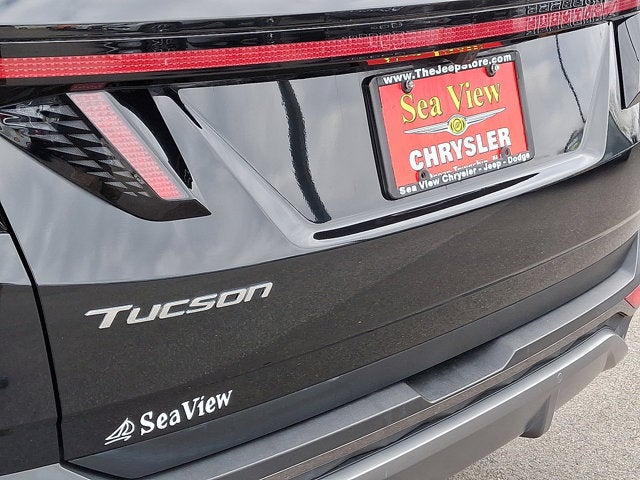 www.TheJeepStore.com
Sea View
CHRYSLER
Sea View Chrysler - Jeep - Dodge
TUCSON
SeaView